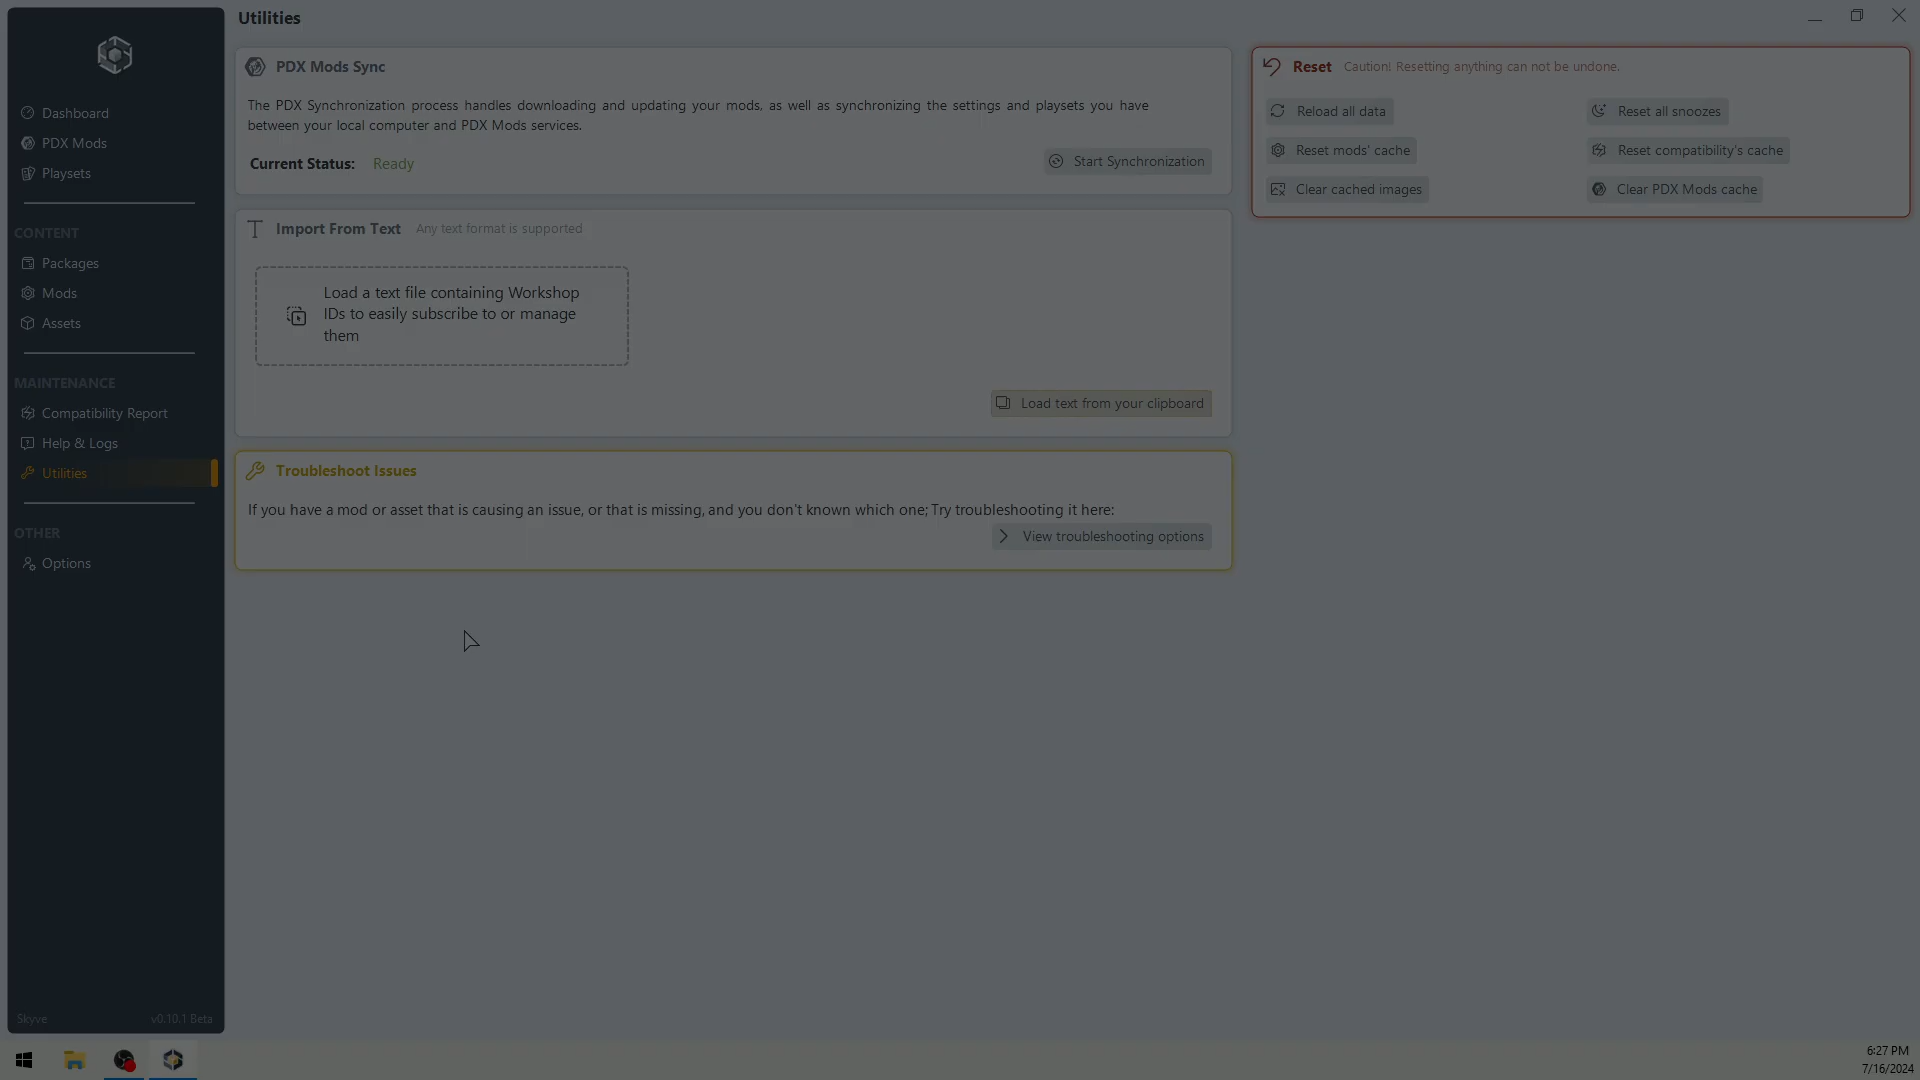 Utilities
Dashboard
PDX Mods
Playsets
CONTENT
Packages
Mods
Assets
MAINTENANCE
Compatibility Report
Help & Logs
Utilities
OTHER
Options
Skyve v0.10.1 Beta
PDX Mods Sync
The PDX Synchronization process handles downloading and updating your mods, as well as synchronizing the settings and playsets you have
between your local computer and PDX Mods services.
Current Status: Ready
Start Synchronization
Import From Text Any text format is supported
Load a text file containing Workshop
IDs to easily subscribe to or manage
them
Load text from your clipboard
Troubleshoot Issues
If you have a mod or asset that is causing an issue, or that is missing, and you don't known which one; Try troubleshooting it here:
View troubleshooting options
Reset Caution! Resetting anything can not be undone.
Reload all data Reset all snoozes
Reset mods' cache Reset compatibility's cache
Clear cached images Clear PDX Mods cache
6:27 PM
7/16/2024